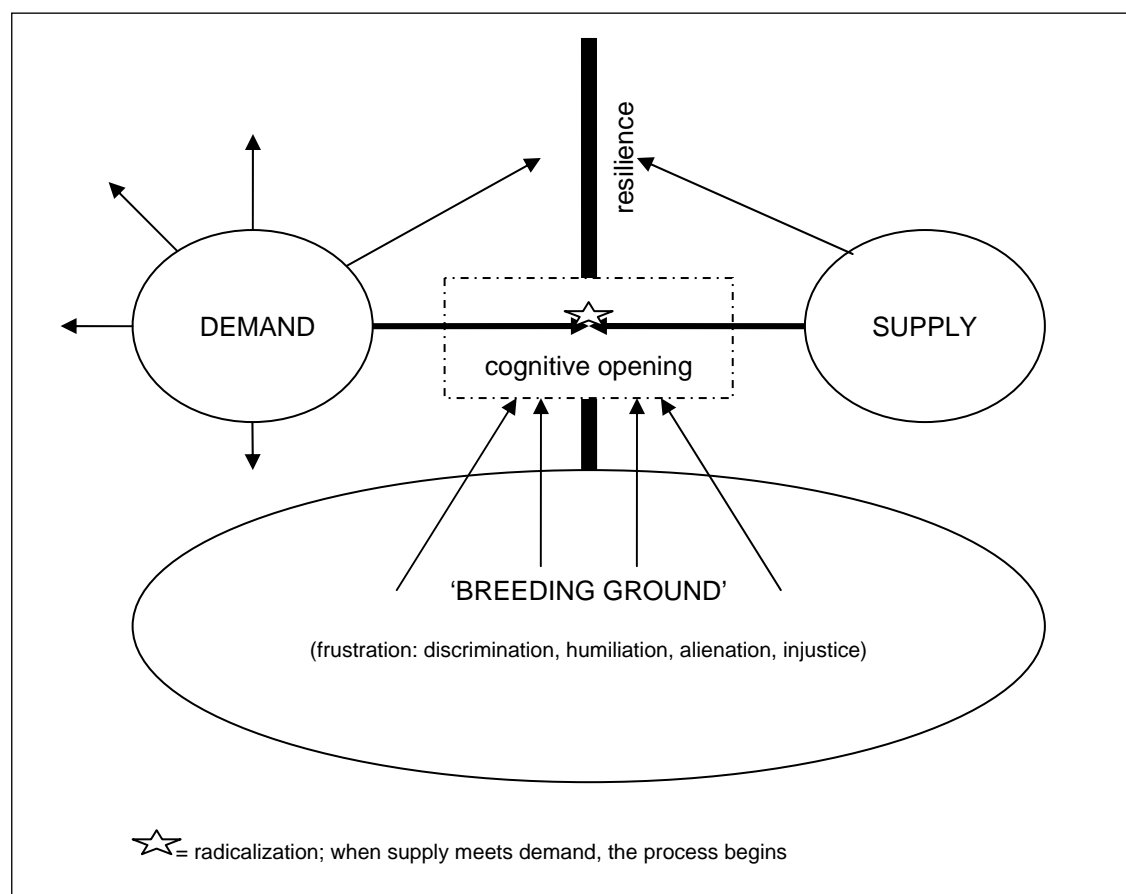 resilience
DEMAND
SUPPLY
cognitive opening
‘BREEDING GROUND’
(frustration: discrimination, humiliation, alienation, injustice)
= radicalization; when supply meets demand, the process begins